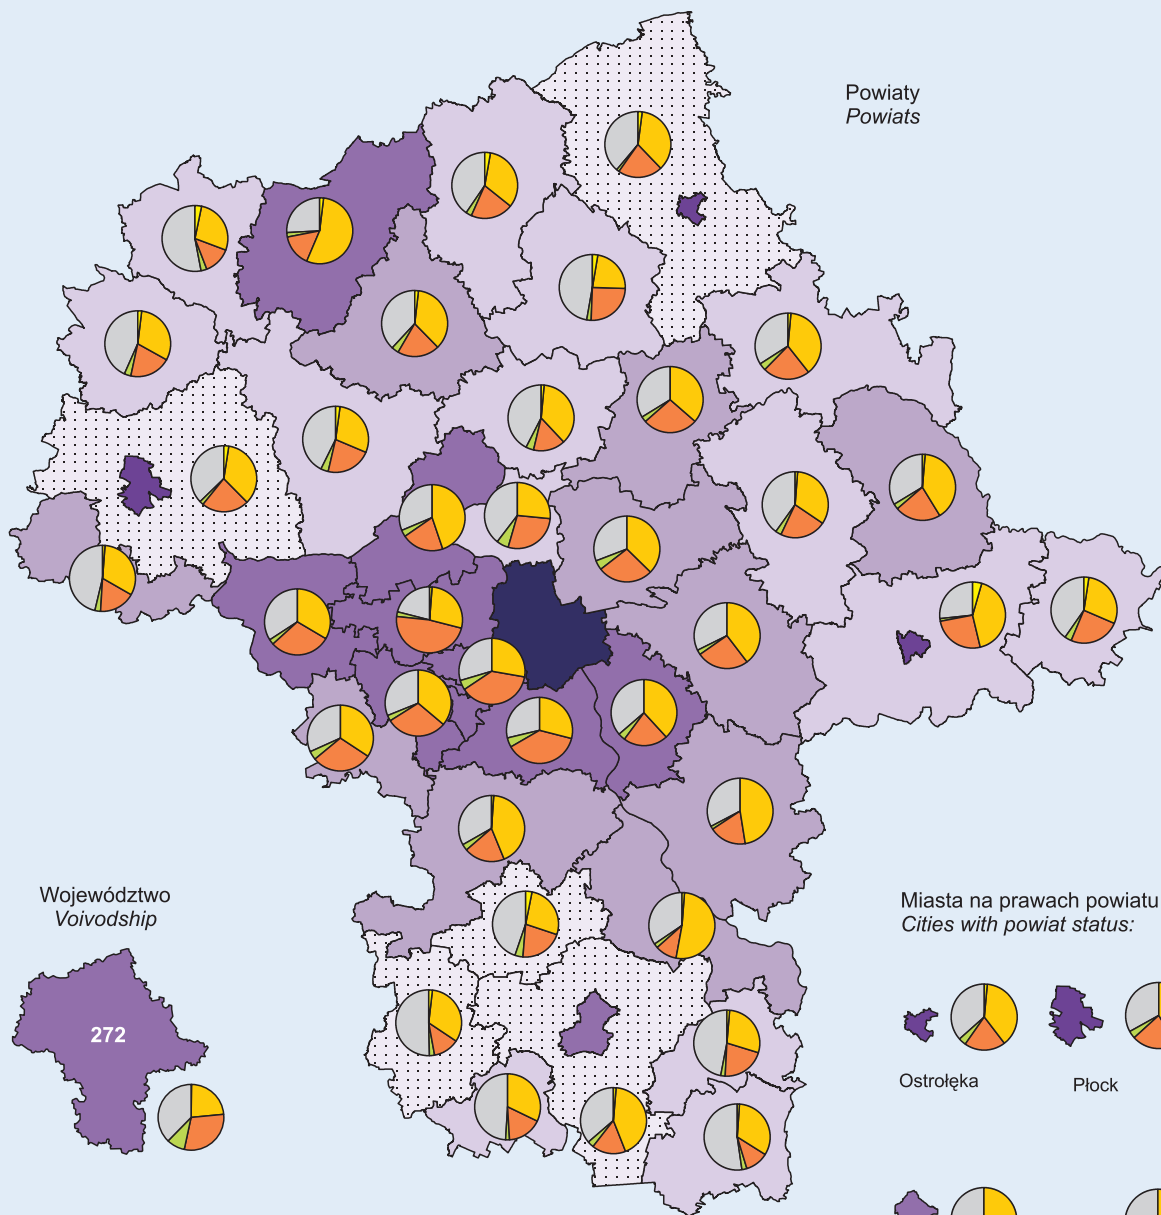 Powiaty
Powiats
Województwo
Voivodship
272
Miasta na prawach powiatu
Cities with powiat status:
Ostrołęka
Płock